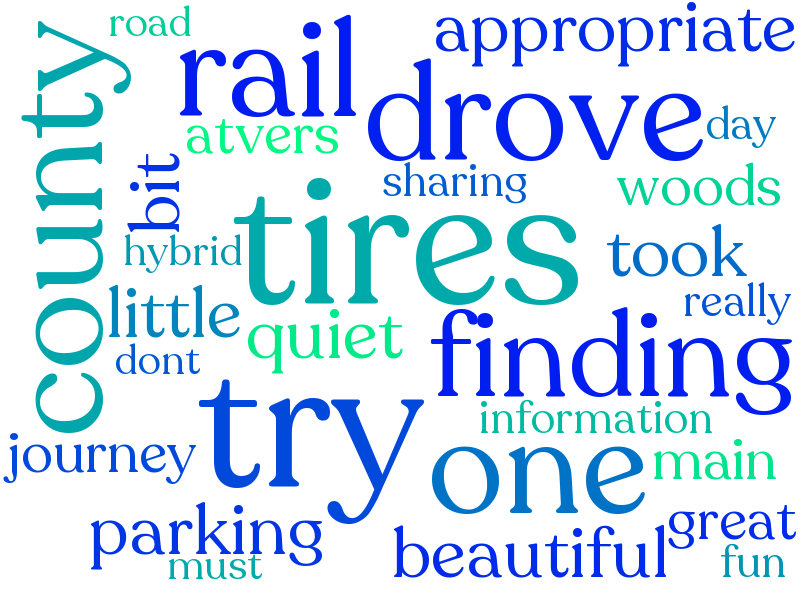 road
appropriate
rail
drove
county
atvers
day
bit
sharing
woods
tires
hybrid
took
little
really
quiet
finding
dont
try
information
journey
one
main
parking
great
beautiful
must
fun